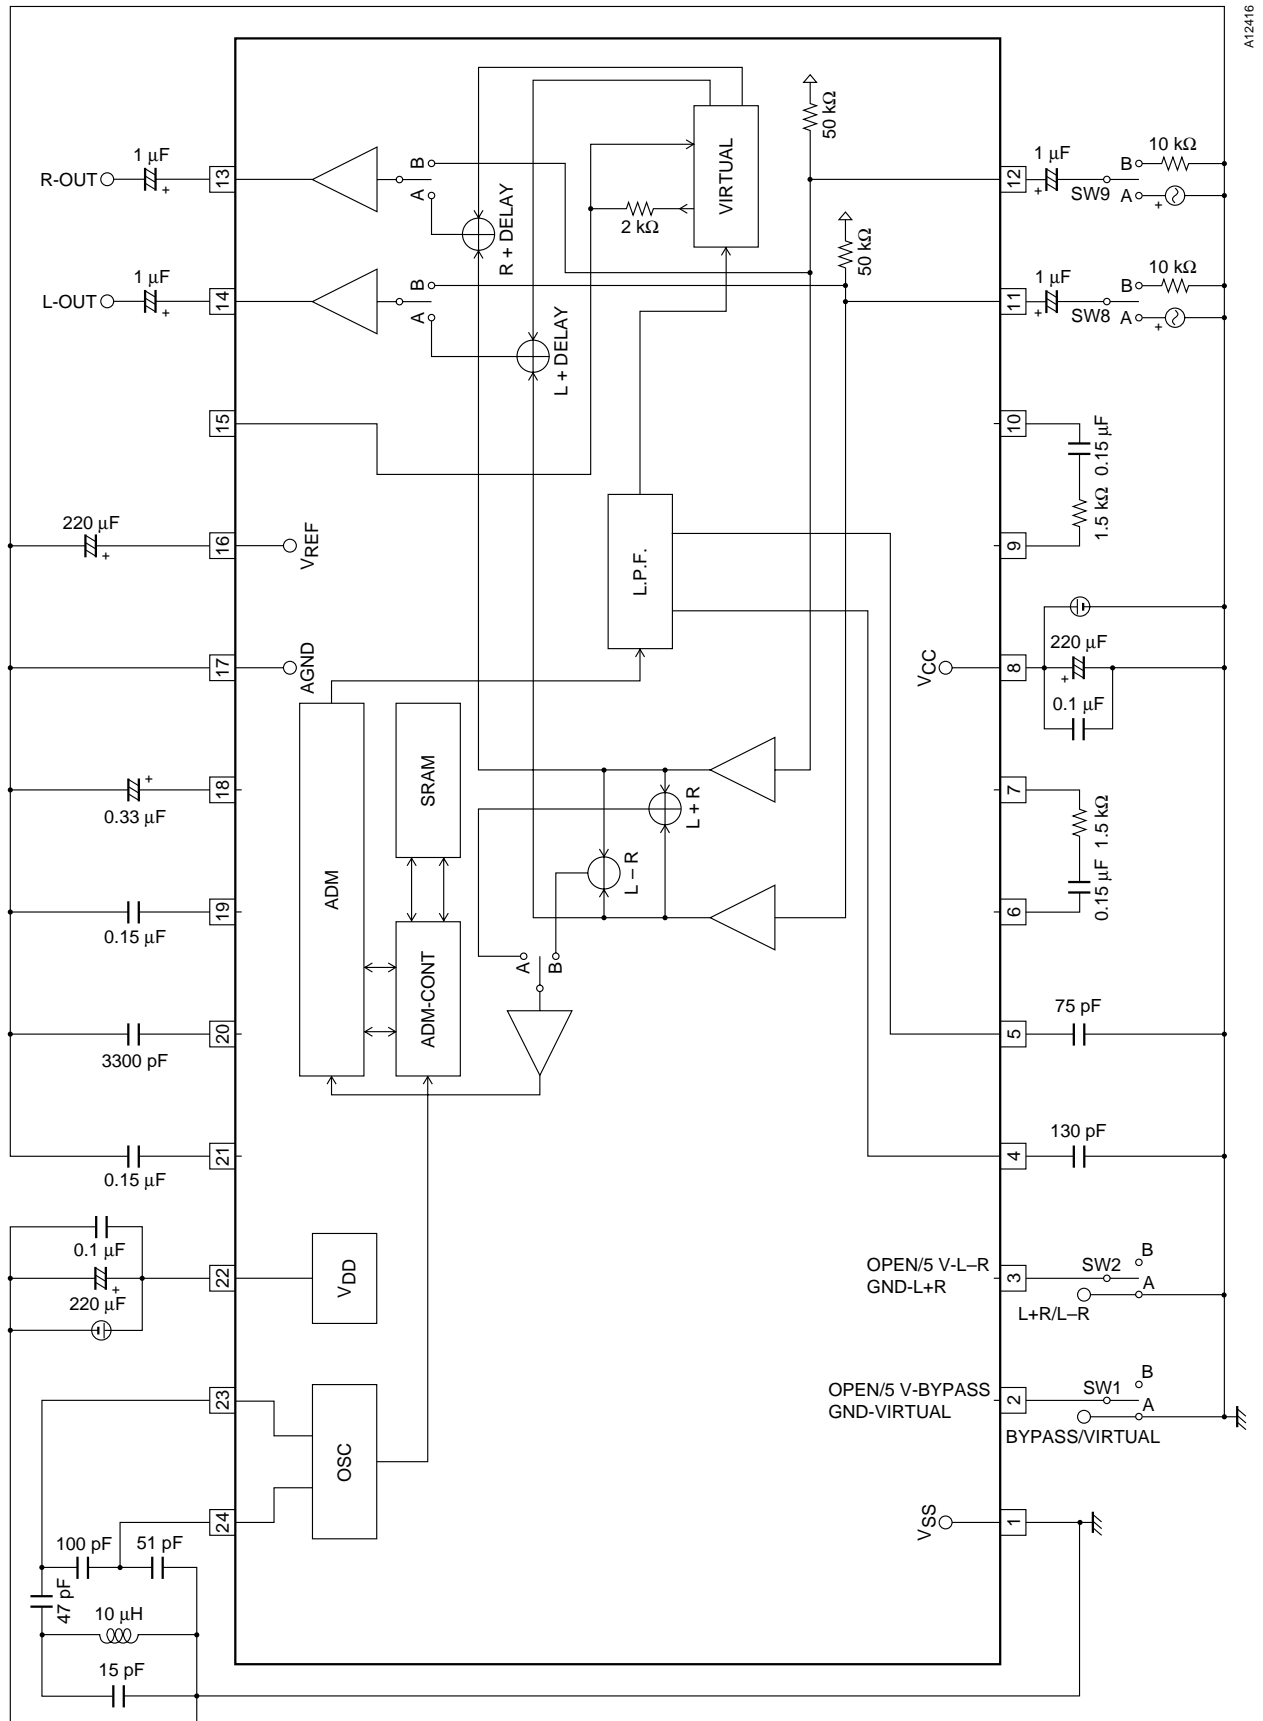 A12416
1 µF
R-OUT
+
13
B
A
R + DELAY
VIRTUAL
2 kΩ
50 kΩ
12
1 µF
+
SW9
B
A
10 kΩ
+
1 µF
L-OUT
+
14
B
A
L + DELAY
50 kΩ
11
1 µF
+
SW8
B
A
10 kΩ
+
15
10
0.15 µF
1.5 kΩ
9
220 µF
+
16
VREF
L.P.F.
17
AGND
VCC
8
220 µF
+
0.1 µF
+
0.33 µF
18
ADM
SRAM
L + R
L – R
7
1.5 kΩ
0.15 µF
6
0.15 µF
19
A
B
ADM-CONT
3300 pF
20
5
75 pF
0.15 µF
21
4
130 pF
0.1 µF
220 µF
+
22
VDD
OPEN/5 V-L–R
GND-L+R
3
SW2
B
A
L+R/L–R
23
OSC
OPEN/5 V-BYPASS
GND-VIRTUAL
2
SW1
B
A
BYPASS/VIRTUAL
24
100 pF
51 pF
47 pF
10 µH
15 pF
VSS
1